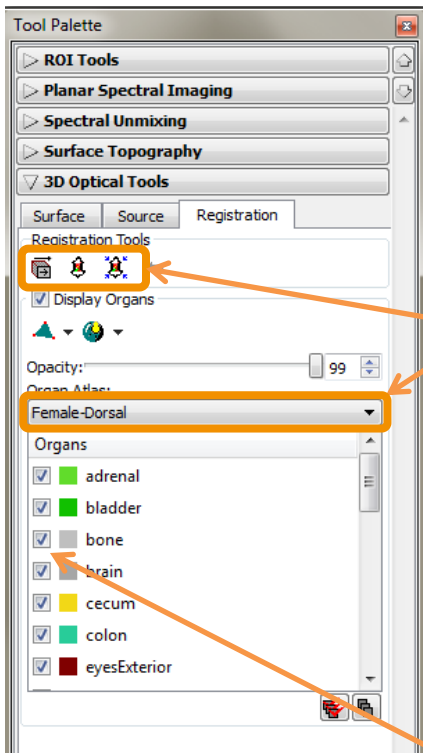 Tool Palette
ROI Tools
Planar Spectral Imaging
Spectral Unmixing
Surface Topography
3D Optical Tools
Surface Source Registration
Registration Tools
Display Organs
Opacity: 99
Organ Atlas:
Female-Dorsal
Organs
adrenal
bladder
bone
brain
cecum
colon
eyesExterior